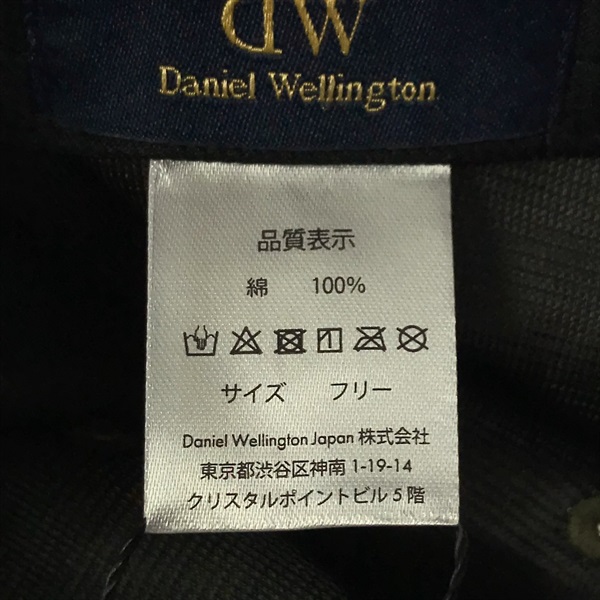 DW
Daniel Wellington
品質表示
綿 100%
サイズ フリー
Daniel Wellington Japan 株式会社
東京都渋谷区神南 1-19-14
クリスタルポイントビル 5 階